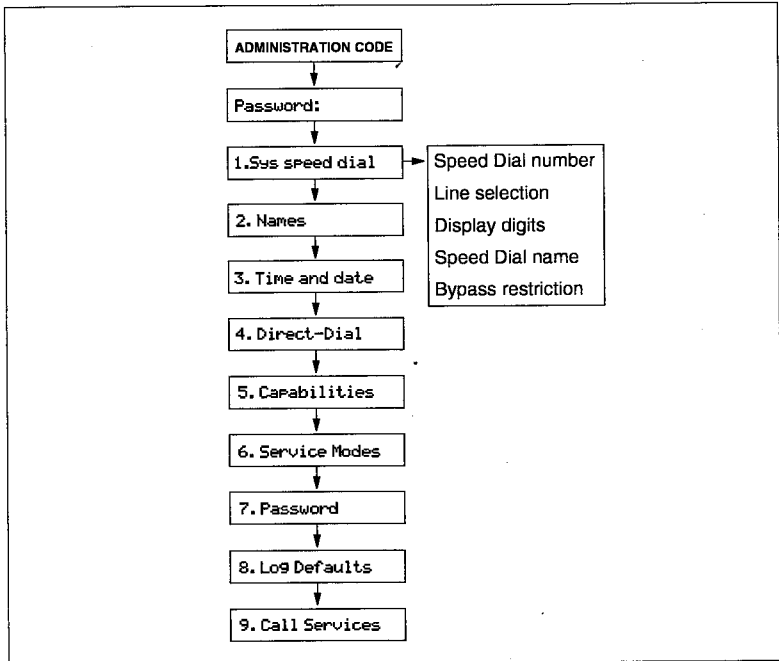 ADMINISTRATION CODE
Password:
1.Sys speed dial
Speed Dial number
Line selection
Display digits
Speed Dial name
Bypass restriction
2. Names
3. Time and date
4. Direct-Dial
5. Capabilities
6. Service Modes
7. Password
8. Log Defaults
9. Call Services